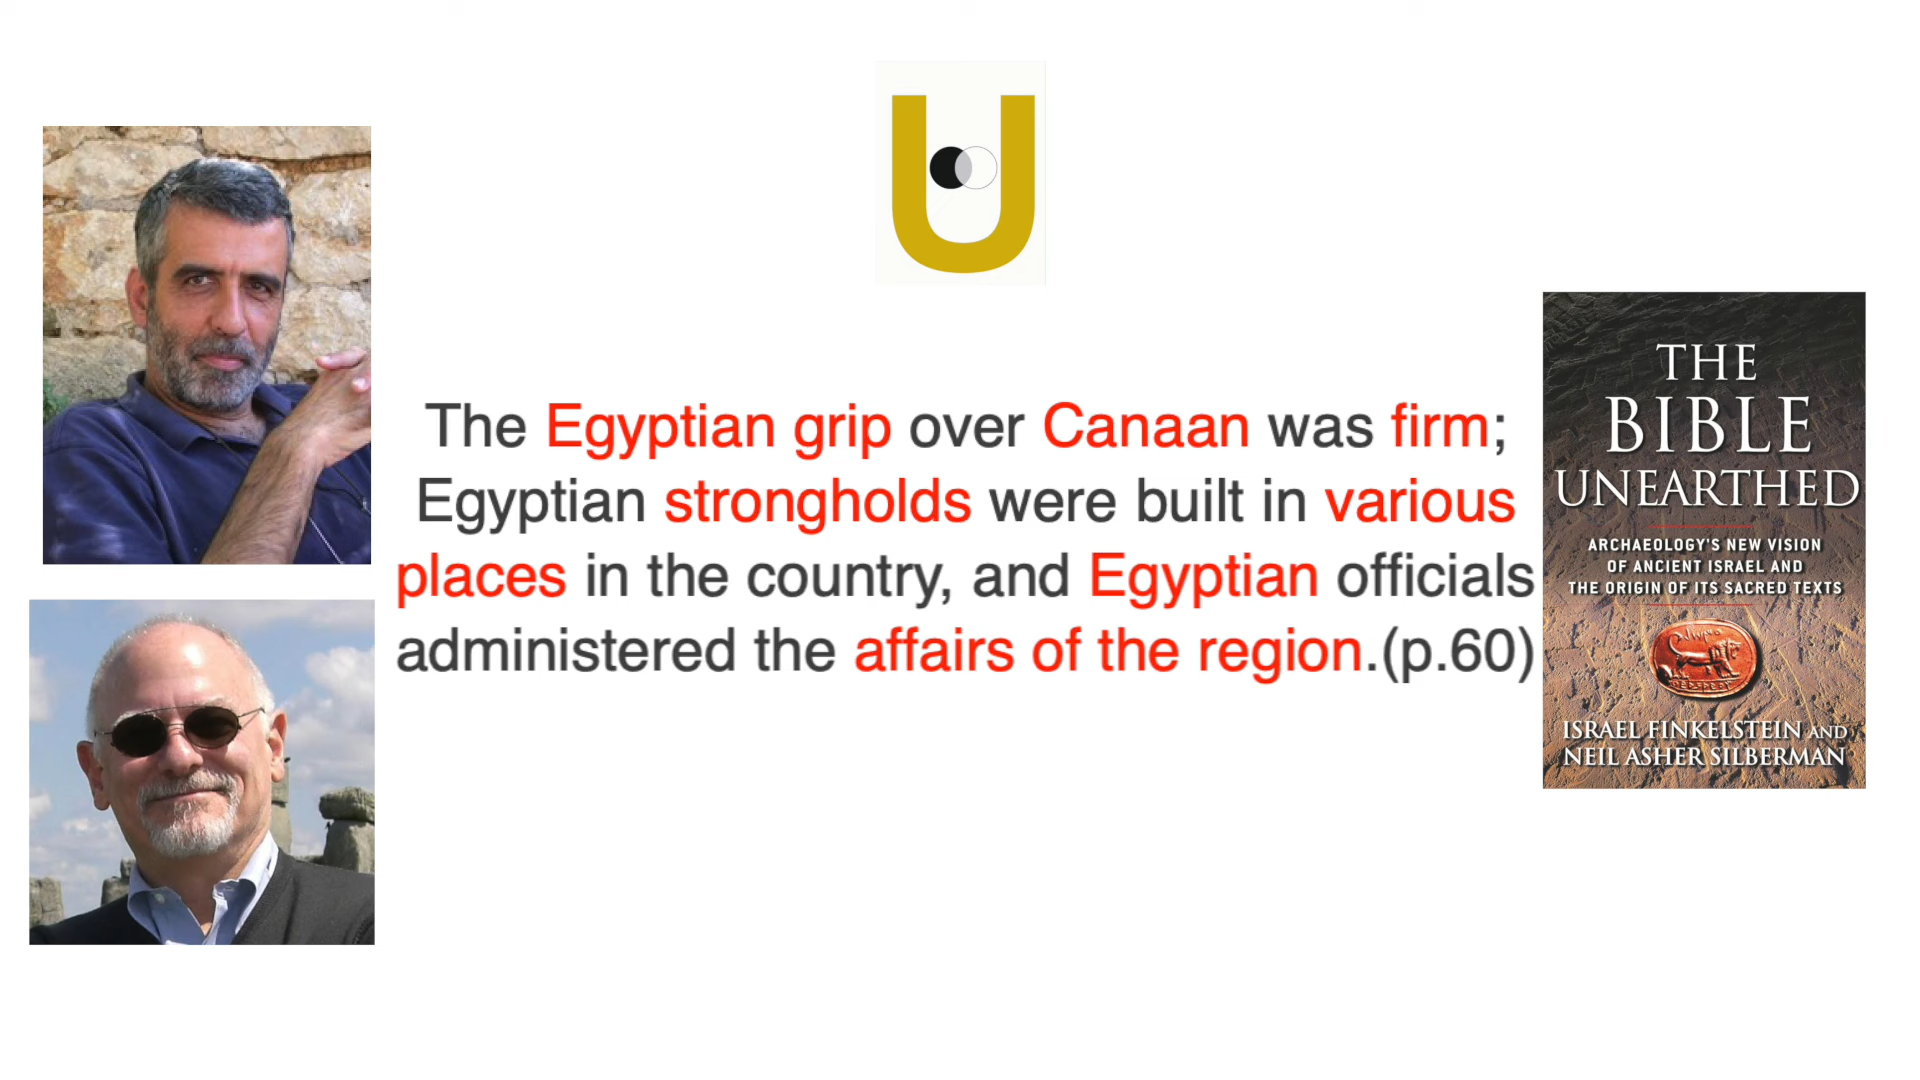 U
The Egyptian grip over Canaan was firm;
Egyptian strongholds were built in various
places in the country, and Egyptian officials
administered the affairs of the region.(p.60)
THE
BIBLE
UNEARTHED
ARCHAEOLOGY'S NEW VISION
OF ANCIENT ISRAEL AND
THE ORIGIN OF ITS SACRED TEXTS
ISRAEL FINKELSTEIN AND
NEIL ASHER SILBERMAN